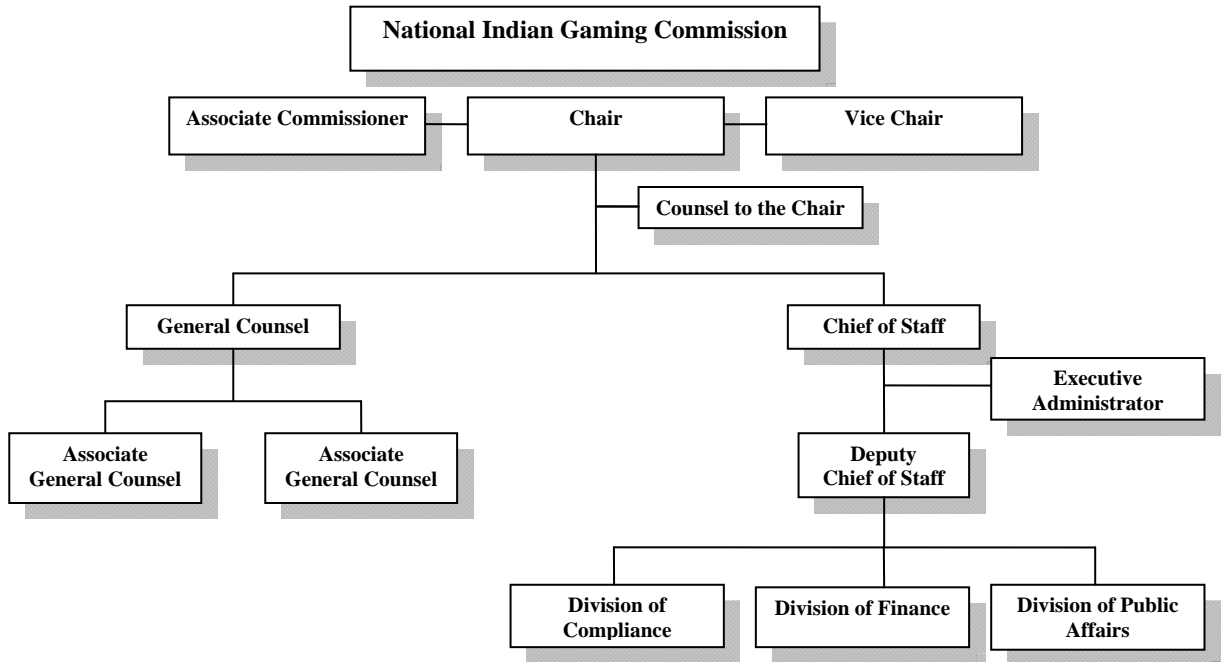 National Indian Gaming Commission
Associate Commissioner
Chair
Vice Chair
Counsel to the Chair
General Counsel
Chief of Staff
Executive
Administrator
Associate
General Counsel
Associate
General Counsel
Deputy
Chief of Staff
Division of
Compliance
Division of Finance
Division of Public
Affairs